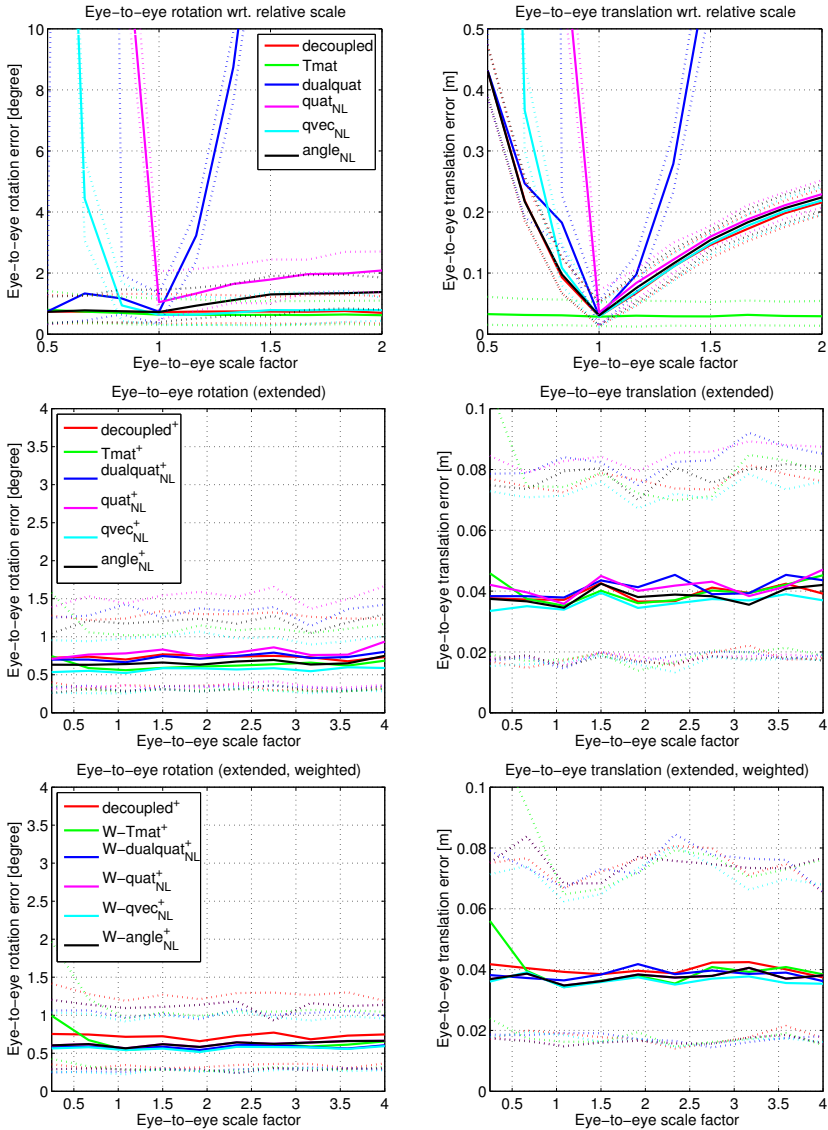 Eye−to−eye rotation wrt. relative scale
Eye−to−eye rotation error [degree]
10
8
6
4
2
0
0.5
1
1.5
2
Eye−to−eye scale factor
decoupled
Tmat
dualquat
quat_NL
qvec_NL
angle_NL
Eye−to−eye translation wrt. relative scale
Eye−to−eye translation error [m]
0.5
0.4
0.3
0.2
0.1
0
0.5
1
1.5
2
Eye−to−eye scale factor
Eye−to−eye rotation (extended)
Eye−to−eye rotation error [degree]
4
3.5
3
2.5
2
1.5
1
0.5
0
0.5
1
1.5
2
2.5
3
3.5
4
Eye−to−eye scale factor
decoupled⁺
Tmat⁺
dualquat⁺_NL
quat⁺_NL
qvec⁺_NL
angle⁺_NL
Eye−to−eye translation (extended)
Eye−to−eye translation error [m]
0.1
0.08
0.06
0.04
0.02
0
0.5
1
1.5
2
2.5
3
3.5
4
Eye−to−eye scale factor
Eye−to−eye rotation (extended, weighted)
Eye−to−eye rotation error [degree]
4
3.5
3
2.5
2
1.5
1
0.5
0
0.5
1
1.5
2
2.5
3
3.5
4
Eye−to−eye scale factor
decoupled⁺
W−Tmat⁺
W−dualquat⁺_NL
W−quat⁺_NL
W−qvec⁺_NL
W−angle⁺_NL
Eye−to−eye translation (extended, weighted)
Eye−to−eye translation error [m]
0.1
0.08
0.06
0.04
0.02
0
0.5
1
1.5
2
2.5
3
3.5
4
Eye−to−eye scale factor